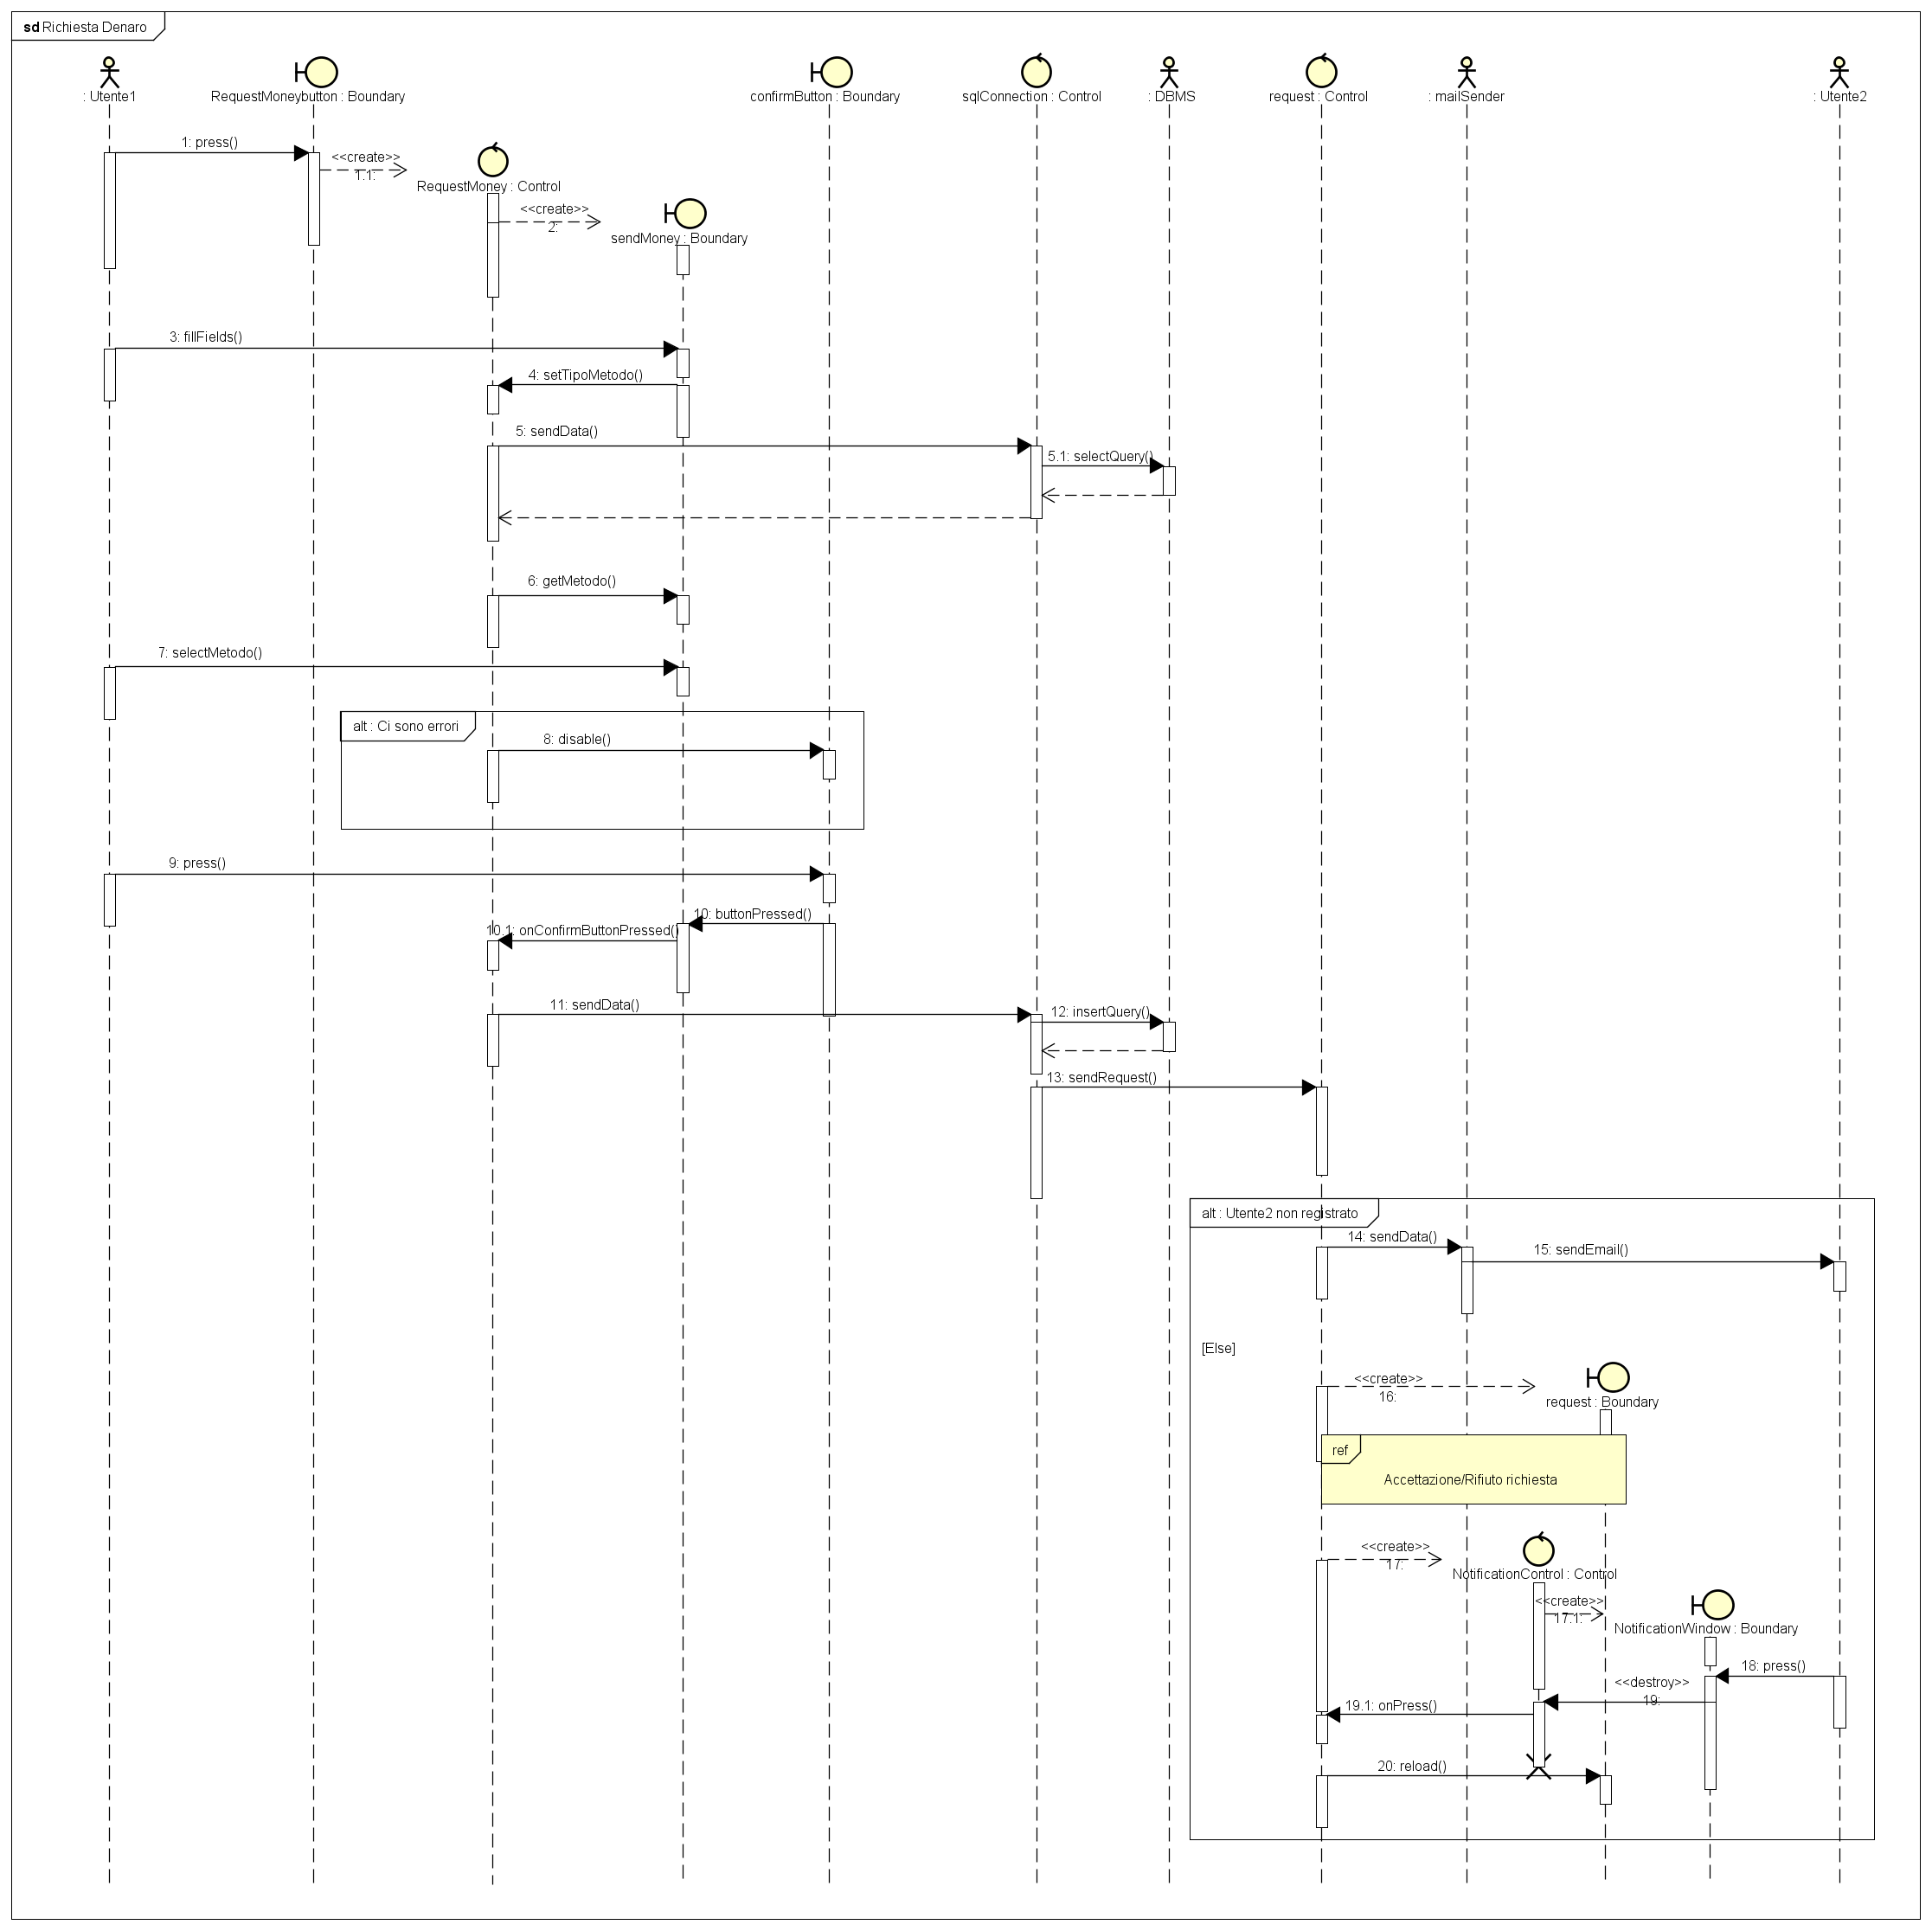 sd Richiesta Denaro
: Utente1
RequestMoneybutton : Boundary
confirmButton : Boundary
sqlConnection : Control
: DBMS
request : Control
: mailSender
: Utente2
1: press()
<<create>>
1.1:
RequestMoney : Control
<<create>>
2:
sendMoney : Boundary
3: fillFields()
4: setTipoMetodo()
5: sendData()
5.1: selectQuery()
6: getMetodo()
7: selectMetodo()
alt : Ci sono errori
8: disable()
9: press()
10: buttonPressed()
10.1: onConfirmButtonPressed()
11: sendData()
12: insertQuery()
13: sendRequest()
alt : Utente2 non registrato
14: sendData()
15: sendEmail()
[Else]
<<create>>
16:
request : Boundary
ref
Accettazione/Rifiuto richiesta
<<create>>
17:
NotificationControl : Control
<<create>>
17.1:
NotificationWindow : Boundary
18: press()
<<destroy>>
19:
19.1: onPress()
20: reload()